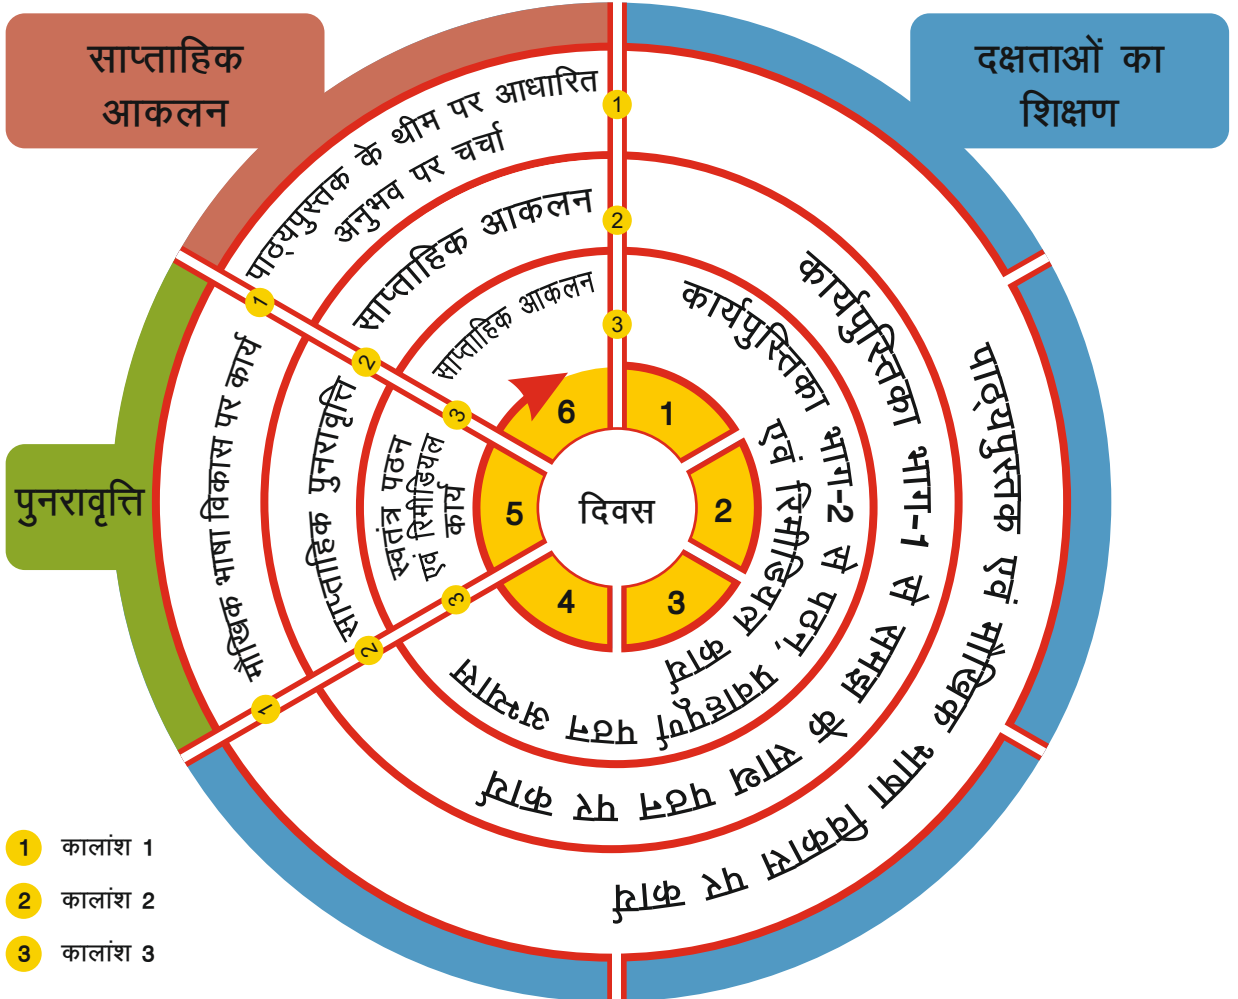 साप्ताहिक
आकलन
दक्षताओं का
शिक्षण
पाठ्यपुस्तक के थीम पर आधारित
अनुभव पर चर्चा
साप्ताहिक आकलन
साप्ताहिक आकलन
1
2
3
कार्यपुस्तिका भाग-2 से पठन, प्रवाहपूर्ण पठन अभ्यास
एवं रिमीडियल कार्य
कार्यपुस्तिका भाग-1 से समझ के साथ पठन पर कार्य
पाठ्यपुस्तक एवं मौखिक भाषा विकास पर कार्य
1
2
3
पुनरावृत्ति
मौखिक भाषा विकास पर कार्य
साप्ताहिक पुनरावृत्ति
स्वतंत्र पठन
एवं रिमीडियल
कार्य
1
2
3
दिवस
1
2
3
4
5
6
1 कालांश 1
2 कालांश 2
3 कालांश 3